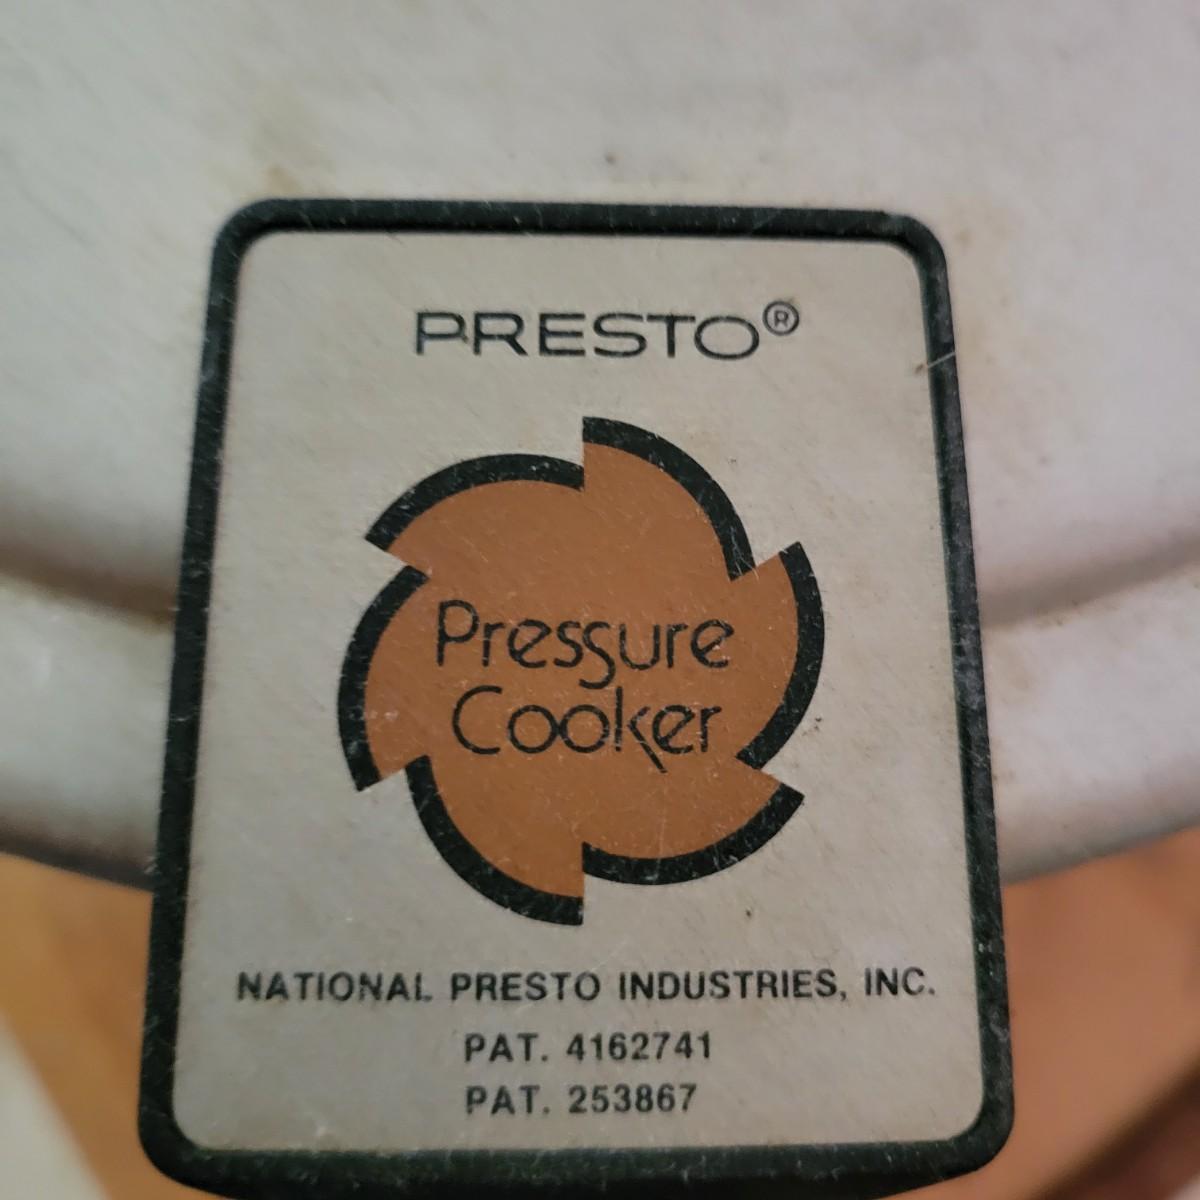 PRESTO®
Pressure
Cooker
NATIONAL PRESTO INDUSTRIES, INC.
PAT. 4162741
PAT. 253867